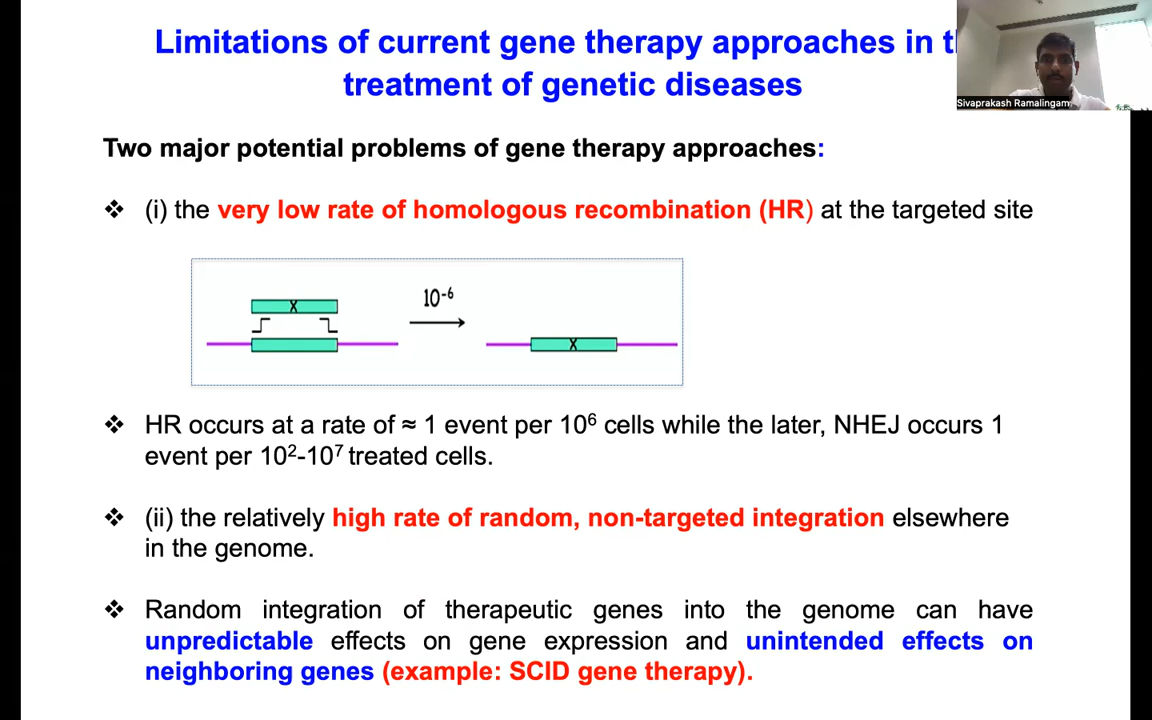 Limitations of current gene therapy approaches in t
treatment of genetic diseases
Sivaprakash Ramalingam
Two major potential problems of gene therapy approaches:
❖ (i) the very low rate of homologous recombination (HR) at the targeted site
X
10⁻⁶
X
❖ HR occurs at a rate of ≈ 1 event per 10⁶ cells while the later, NHEJ occurs 1
event per 10²-10⁷ treated cells.
❖ (ii) the relatively high rate of random, non-targeted integration elsewhere
in the genome.
❖ Random integration of therapeutic genes into the genome can have
unpredictable effects on gene expression and unintended effects on
neighboring genes (example: SCID gene therapy).